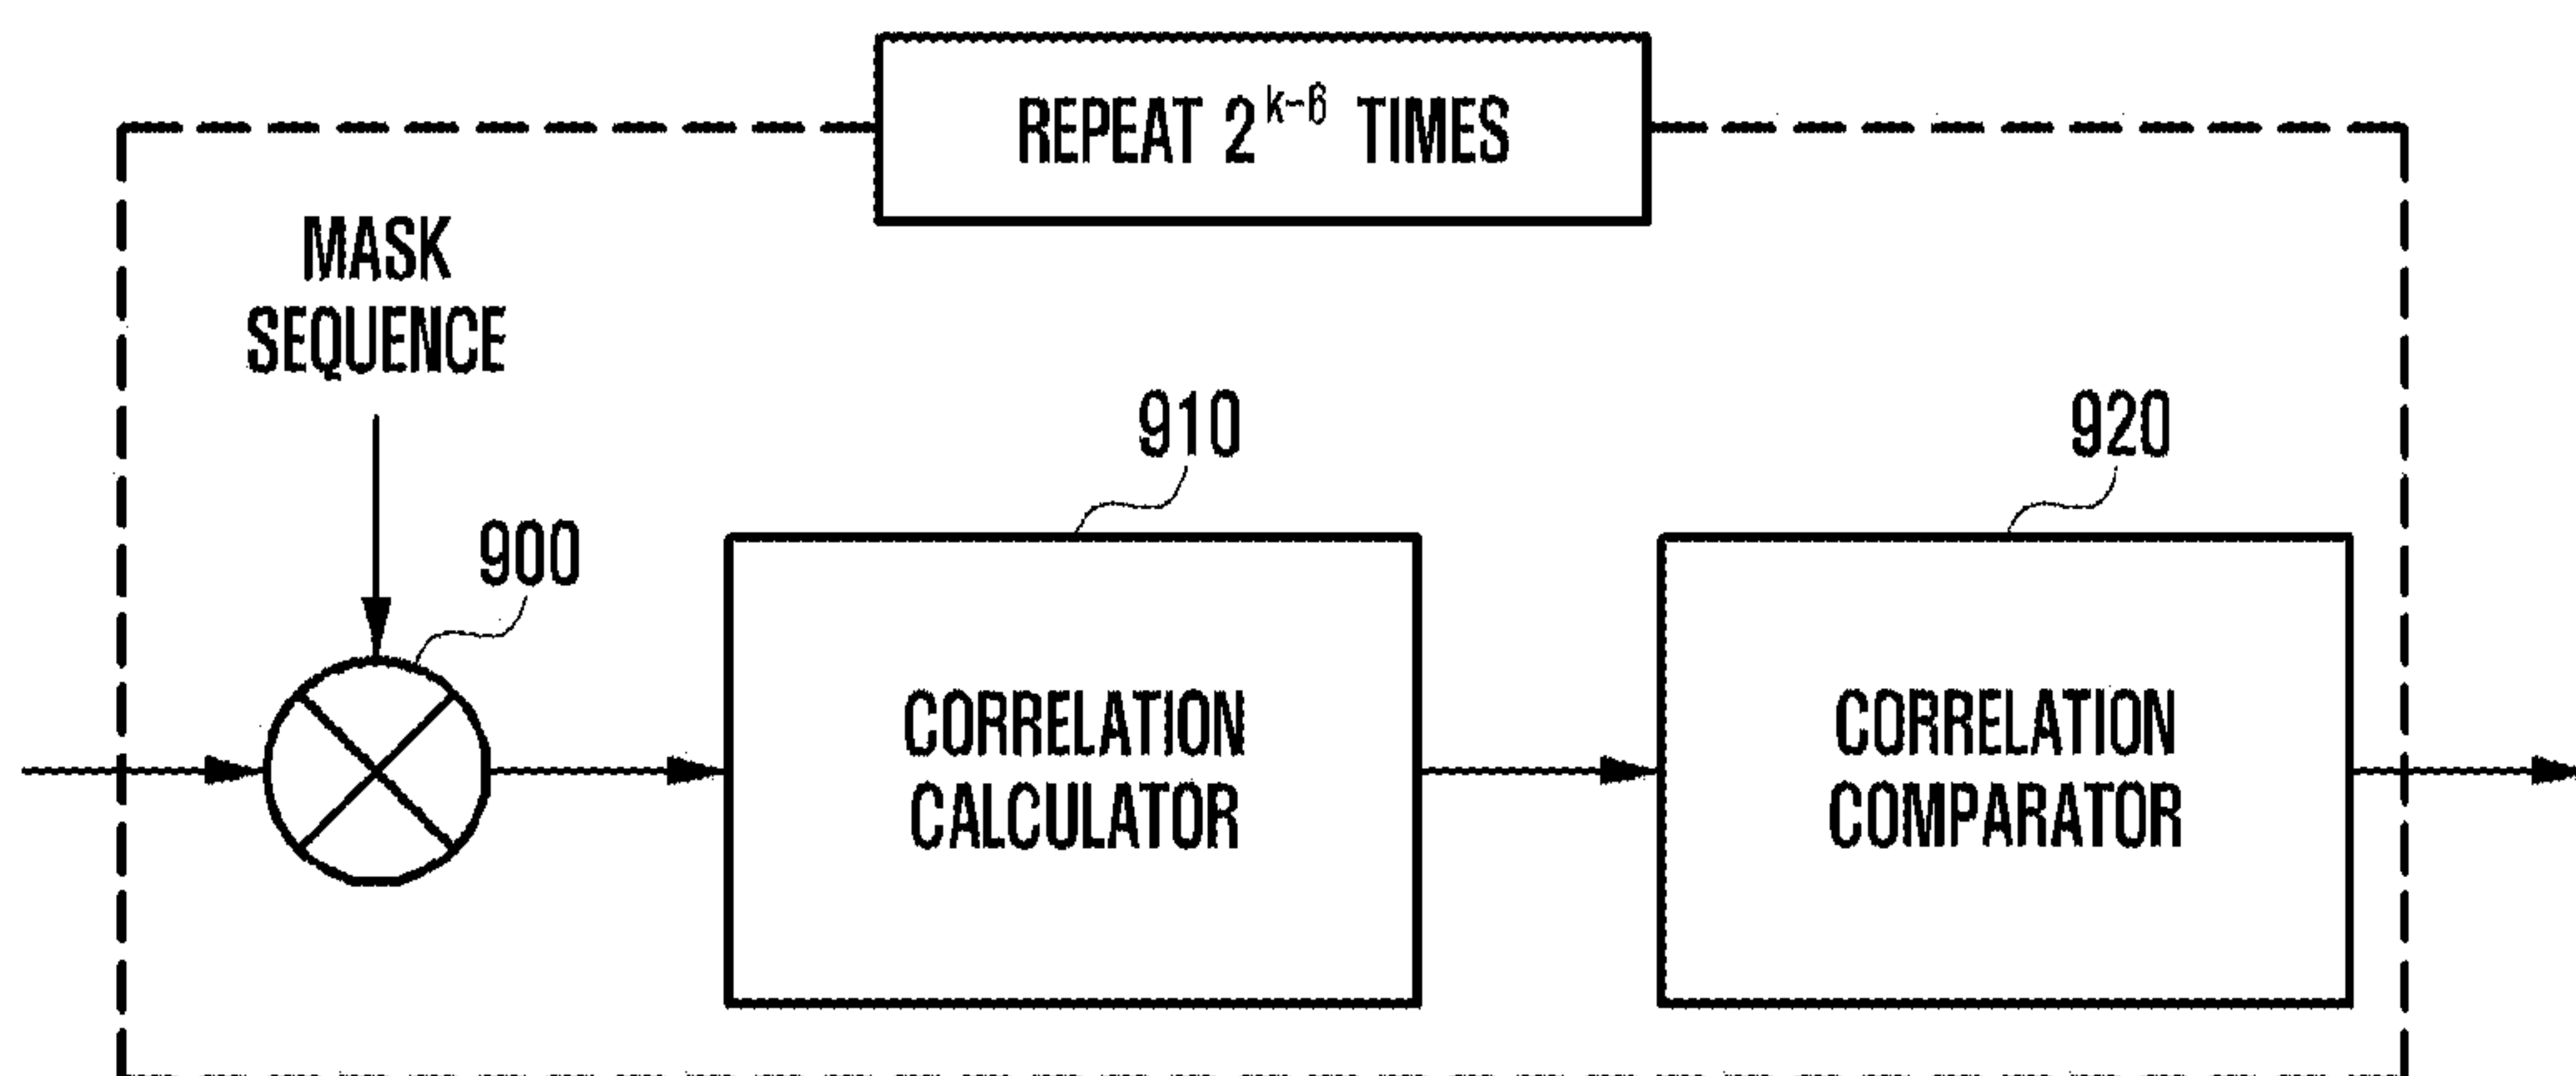 REPEAT 2^k-6 TIMES
MASK
SEQUENCE
900
910
920
CORRELATION
CALCULATOR
CORRELATION
COMPARATOR